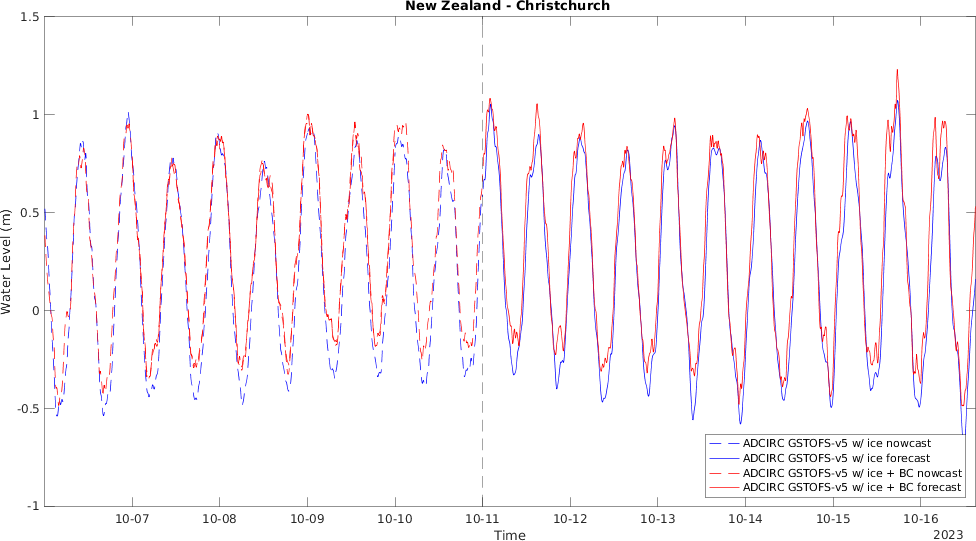 New Zealand - Christchurch
1.5
1
0.5
0
-0.5
-1
Water Level (m)
ADCIRC GSTOFS-v5 w/ ice nowcast
ADCIRC GSTOFS-v5 w/ ice forecast
ADCIRC GSTOFS-v5 w/ ice + BC nowcast
ADCIRC GSTOFS-v5 w/ ice + BC forecast
10-07 10-08 10-09 10-10 10-11 10-12 10-13 10-14 10-15 10-16
Time
2023